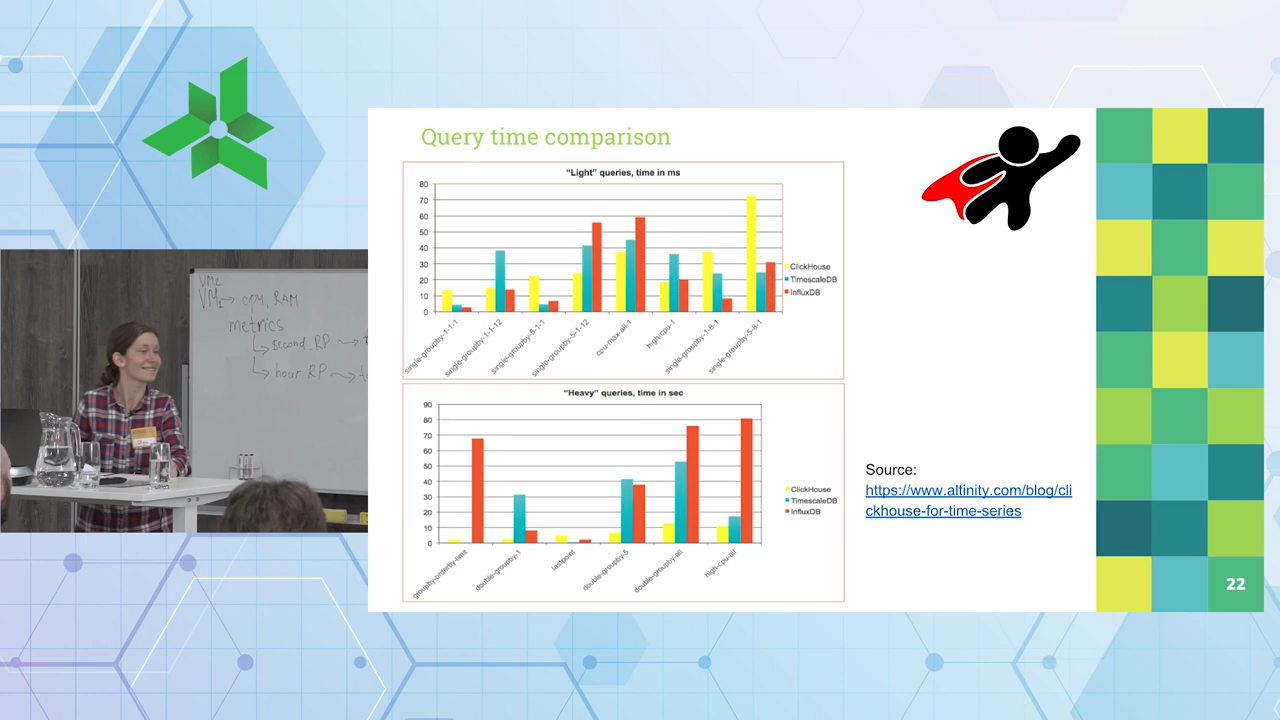 Query time comparison
"Light" queries, time in ms
80
70
60
50
40
30
20
10
0
ClickHouse
TimescaleDB
InfluxDB
single-groupby-1-1-1
single-groupby-1-1-12
single-groupby-5-1-1
single-groupby-5-1-12
cpu-max-all-1
high-cpu-1
single-groupby-1-8-1
single-groupby-5-8-1
"Heavy" queries, time in sec
90
80
70
60
50
40
30
20
10
0
ClickHouse
TimescaleDB
InfluxDB
groupby-orderby-limit
double-groupby-1
lastpoint
double-groupby-5
double-groupby-all
high-cpu-all
Source:
https://www.altinity.com/blog/cli
ckhouse-for-time-series
22
VM2
VM1 → CPU, RAM
metrics
second RP →
hour RP →